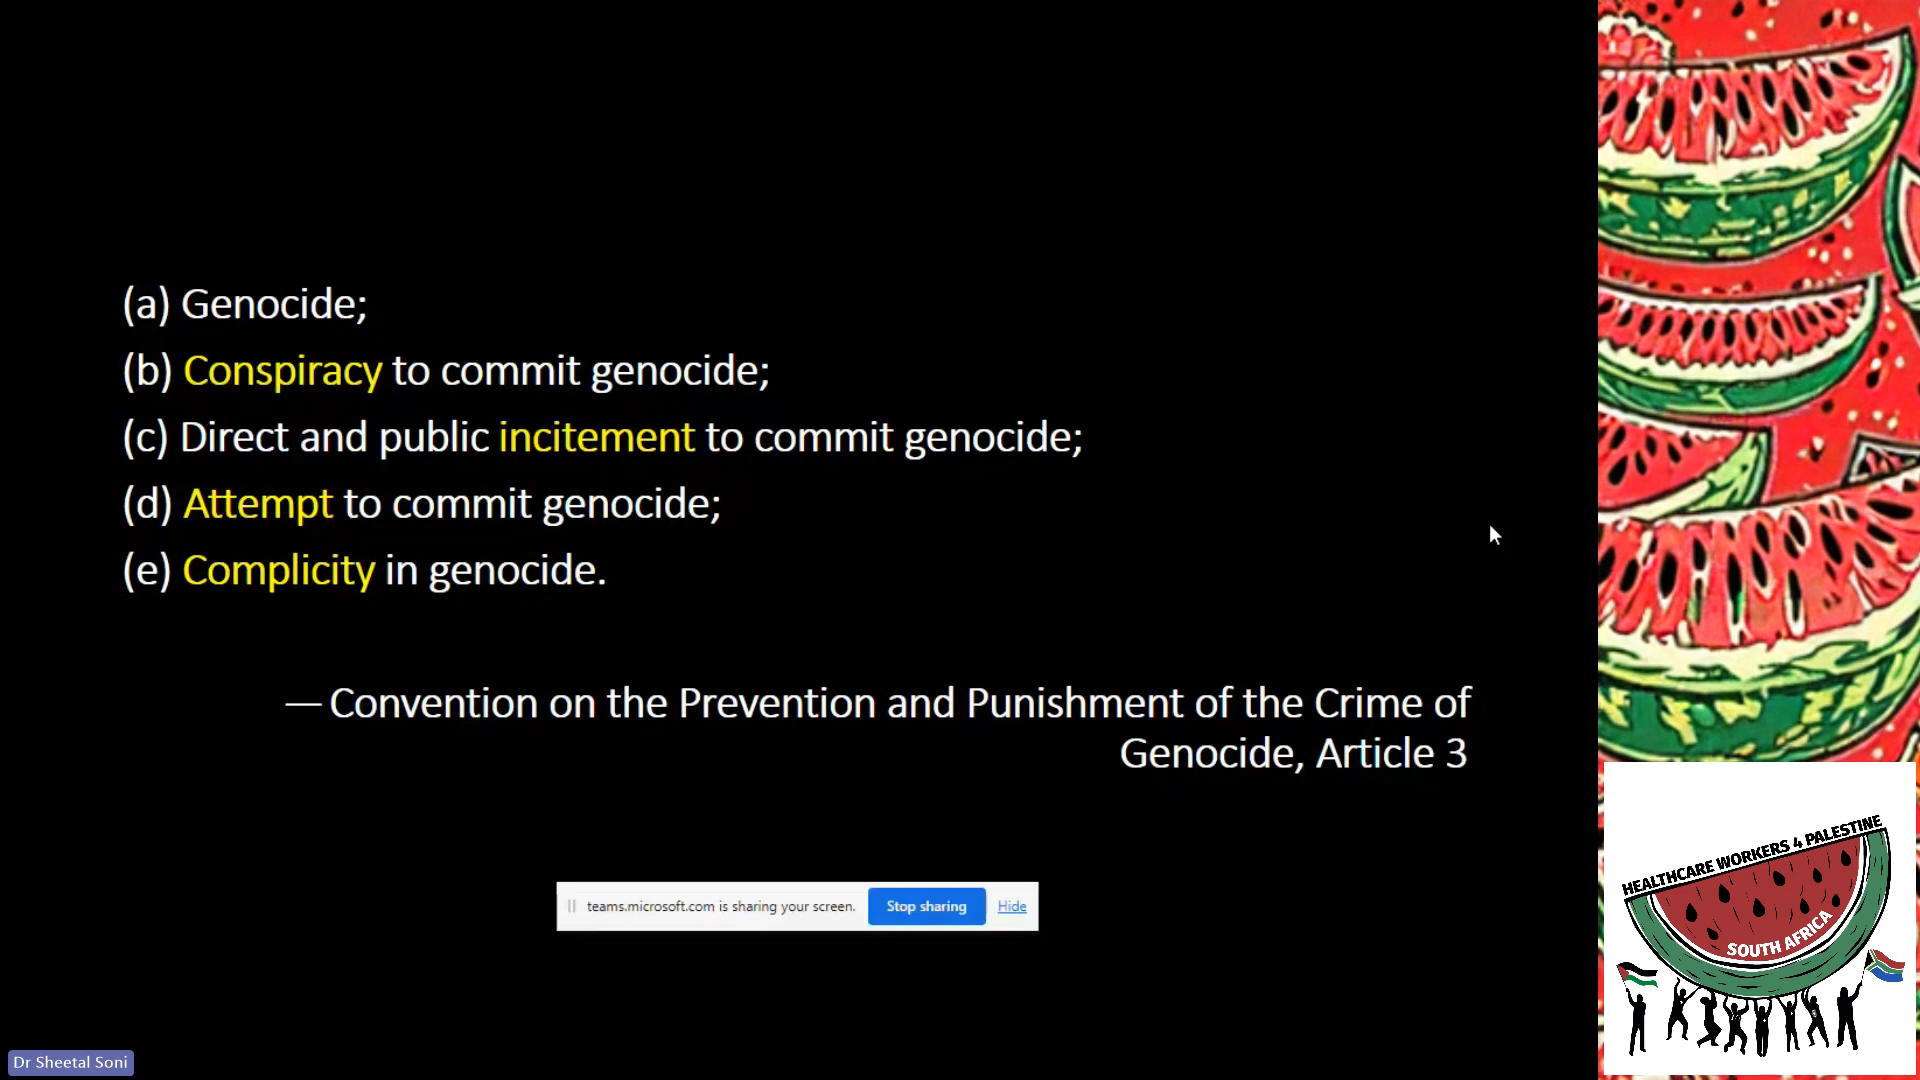 (a) Genocide;
(b) Conspiracy to commit genocide;
(c) Direct and public incitement to commit genocide;
(d) Attempt to commit genocide;
(e) Complicity in genocide.
— Convention on the Prevention and Punishment of the Crime of
Genocide, Article 3
teams.microsoft.com is sharing your screen. Stop sharing Hide
HEALTHCARE WORKERS 4 PALESTINE
SOUTH AFRICA
Dr Sheetal Soni